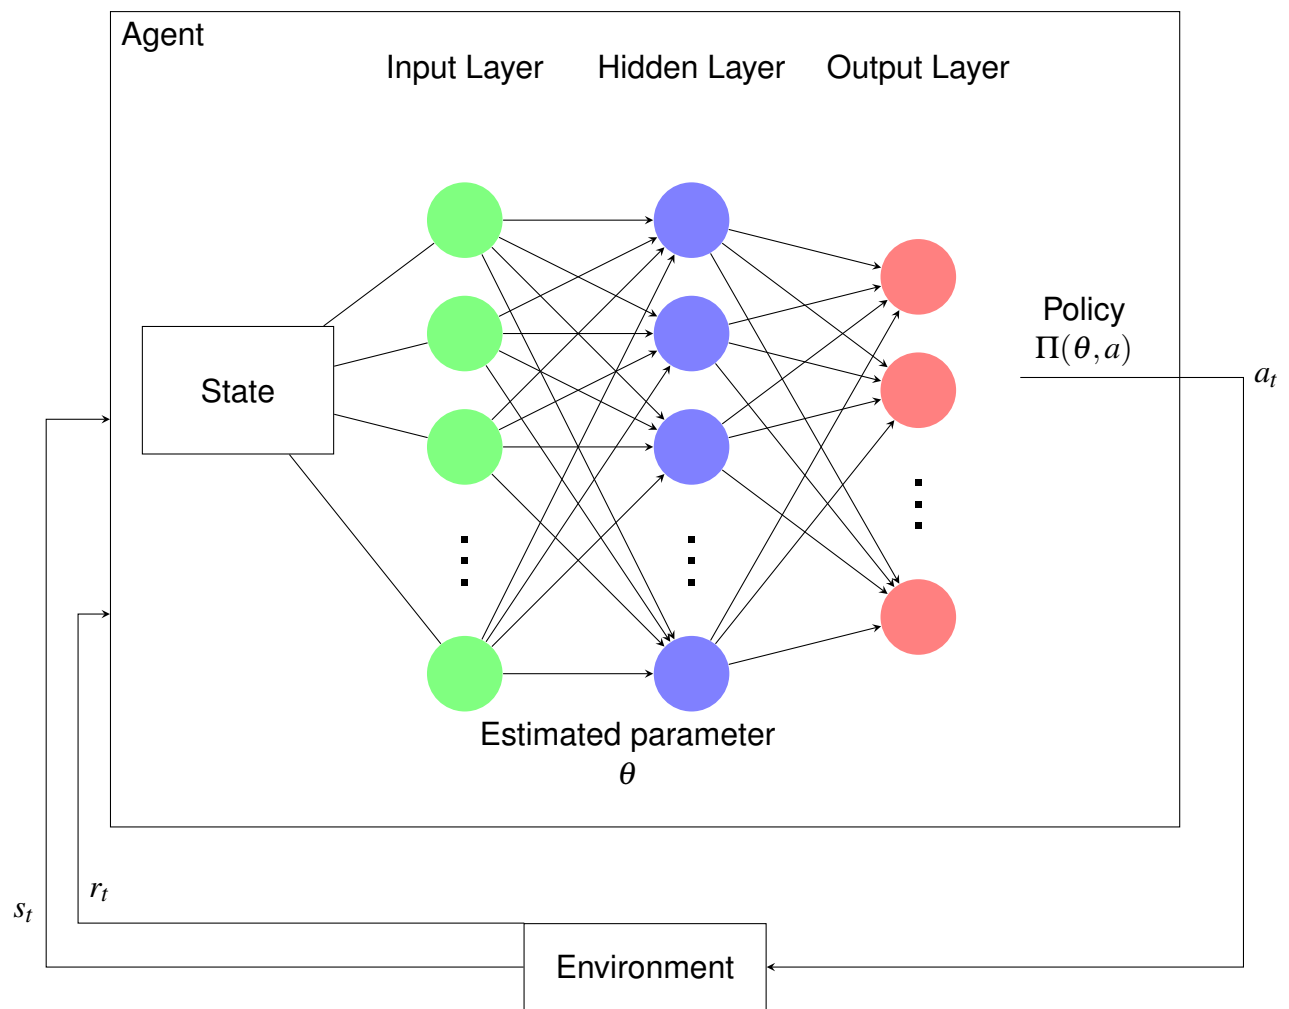 Agent
Input Layer
Hidden Layer
Output Layer
Policy
Π(θ,a)
a_t
State
Estimated parameter
θ
r_t
s_t
Environment